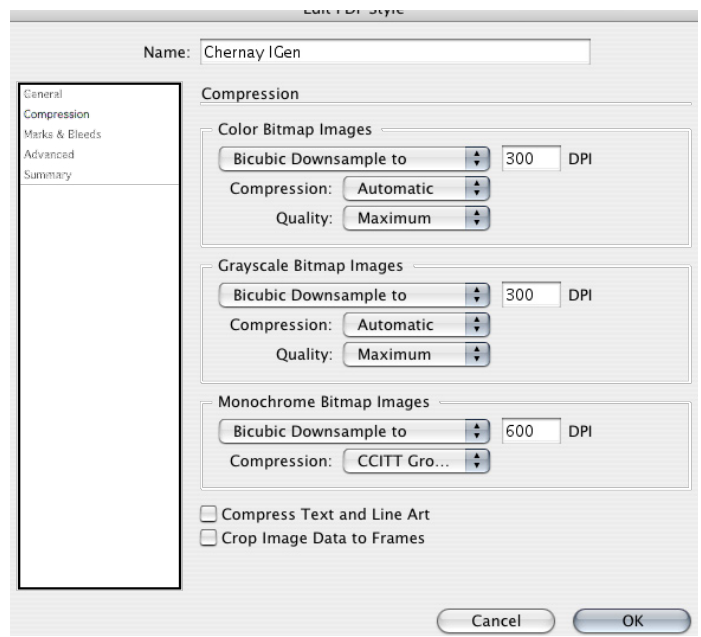 Edit PDF Style
Name: Chernay IGen
General
Compression
Marks & Bleeds
Advanced
Summary
Compression
Color Bitmap Images
Bicubic Downsample to 300 DPI
Compression: Automatic
Quality: Maximum
Grayscale Bitmap Images
Bicubic Downsample to 300 DPI
Compression: Automatic
Quality: Maximum
Monochrome Bitmap Images
Bicubic Downsample to 600 DPI
Compression: CCITT Gro...
Compress Text and Line Art
Crop Image Data to Frames
Cancel OK